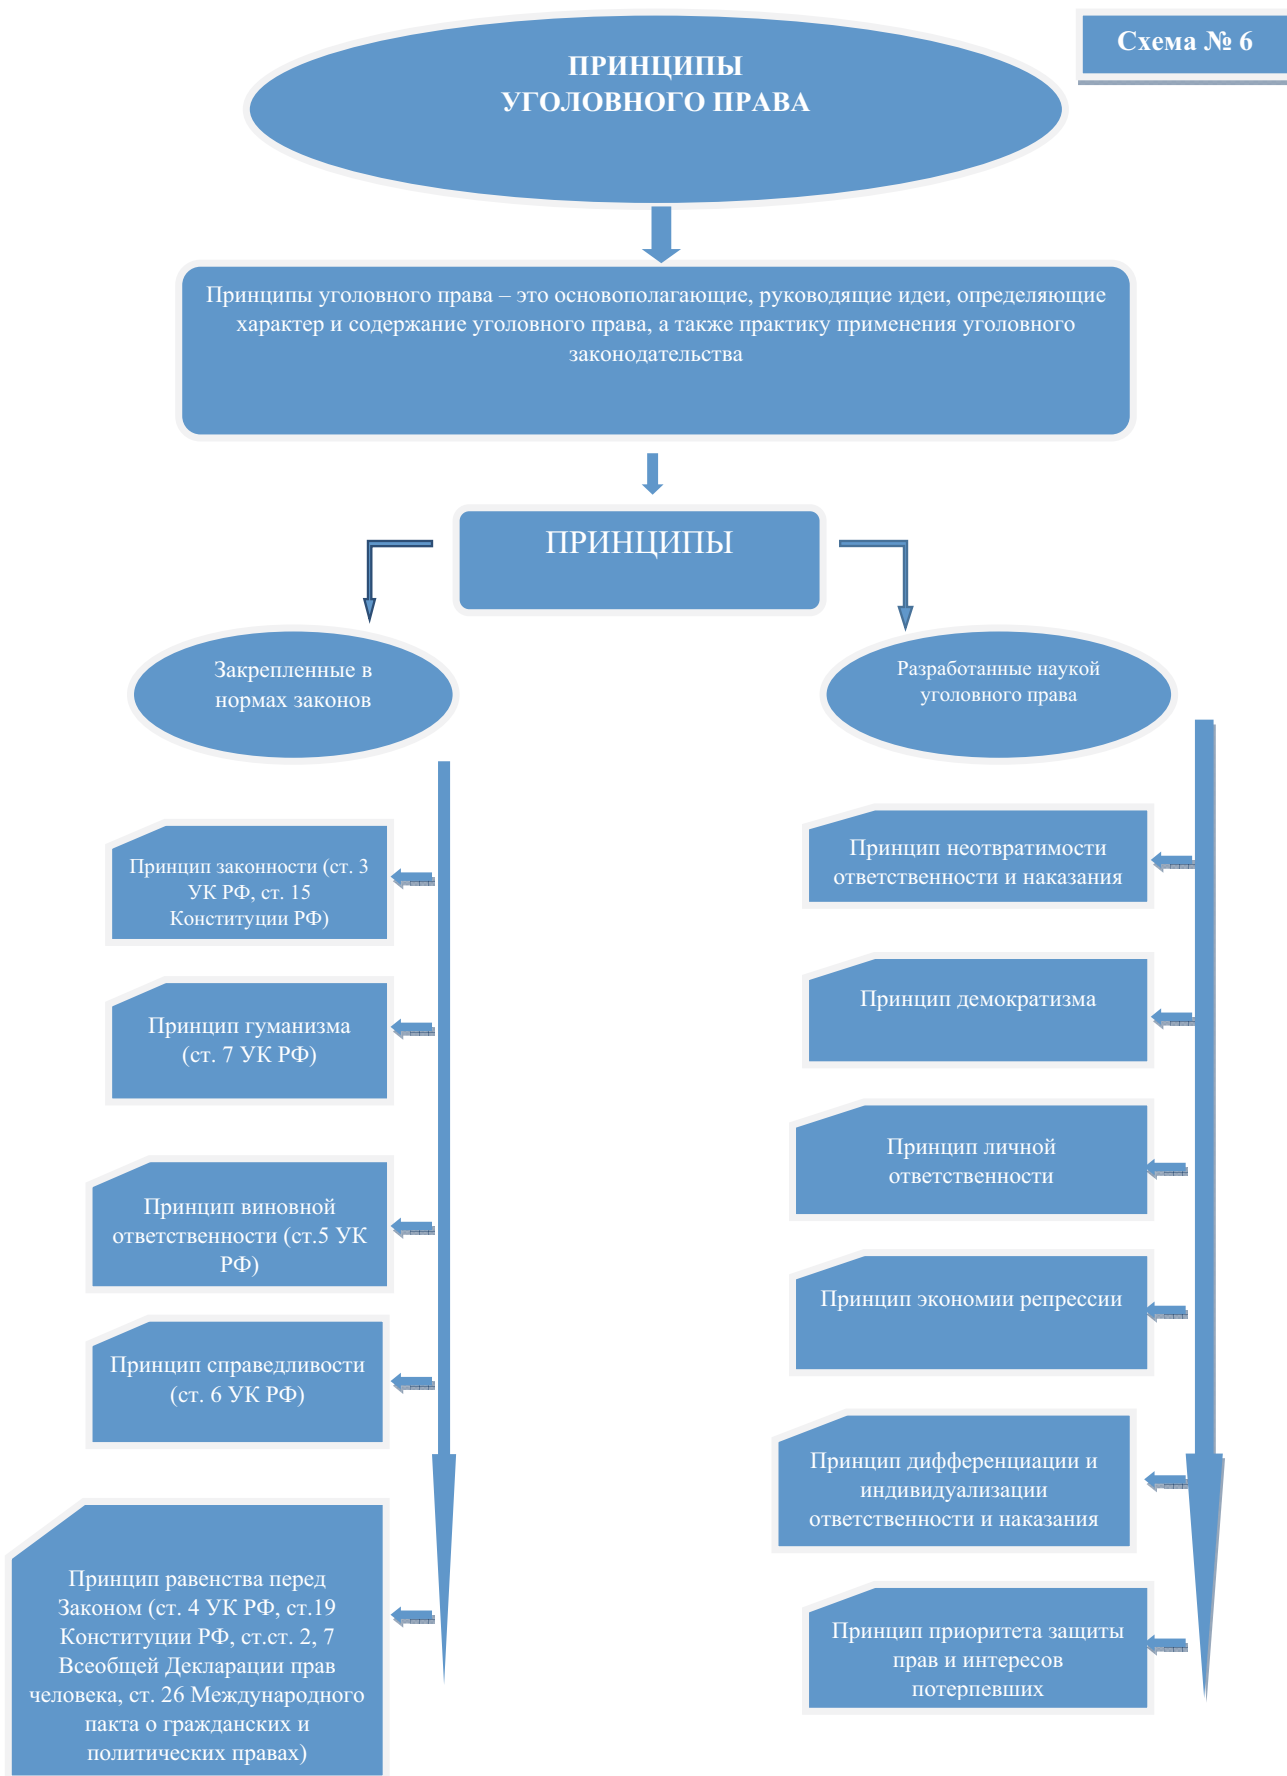 Схема № 6
ПРИНЦИПЫ
УГОЛОВНОГО ПРАВА
Принципы уголовного права – это основополагающие, руководящие идеи, определяющие
характер и содержание уголовного права, а также практику применения уголовного
законодательства
ПРИНЦИПЫ
Закрепленные в
нормах законов
Принцип законности (ст. 3
УК РФ, ст. 15
Конституции РФ)
Принцип гуманизма
(ст. 7 УК РФ)
Принцип виновной
ответственности (ст.5 УК
РФ)
Принцип справедливости
(ст. 6 УК РФ)
Принцип равенства перед
Законом (ст. 4 УК РФ, ст.19
Конституции РФ, ст.ст. 2, 7
Всеобщей Декларации прав
человека, ст. 26 Международного
пакта о гражданских и
политических правах)
Разработанные наукой
уголовного права
Принцип неотвратимости
ответственности и наказания
Принцип демократизма
Принцип личной
ответственности
Принцип экономии репрессии
Принцип дифференциации и
индивидуализации
ответственности и наказания
Принцип приоритета защиты
прав и интересов
потерпевших